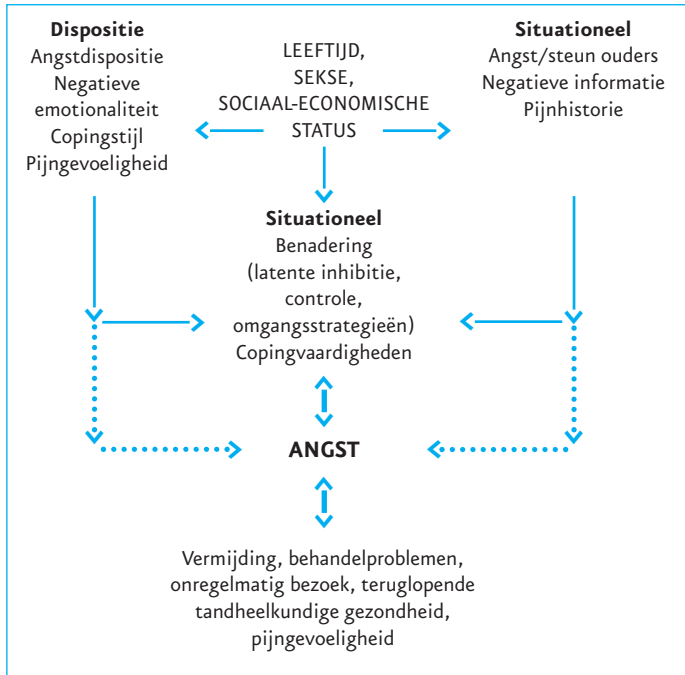 Dispositie
Angstdispositie
Negatieve
emotionaliteit
Copingstijl
Pijngevoeligheid
LEEFTIJD,
SEKSE,
SOCIAAL-ECONOMISCHE
STATUS
Situationeel
Angst/steun ouders
Negatieve informatie
Pijnhistorie
Situationeel
Benadering
(latente inhibitie,
controle,
omgangsstrategieën)
Copingvaardigheden
ANGST
Vermijding, behandelproblemen,
onregelmatig bezoek, teruglopende
tandheelkundige gezondheid,
pijngevoeligheid